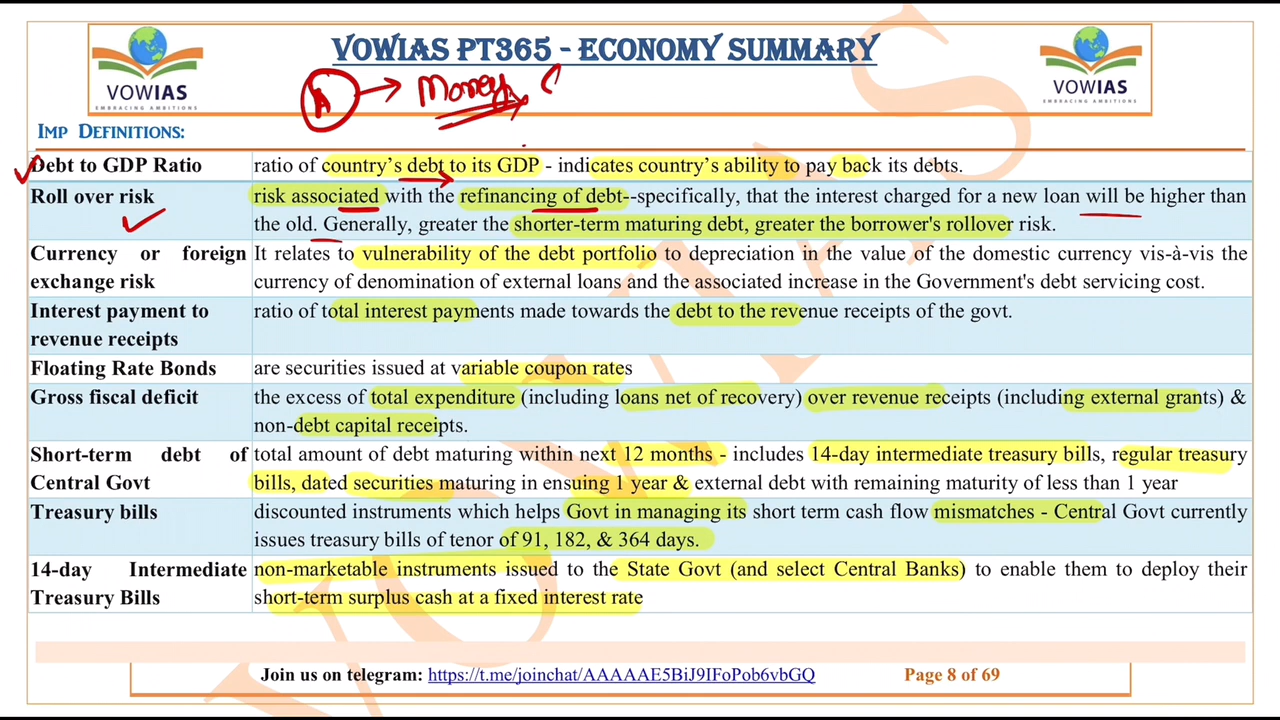 VOWIAS PT365 - ECONOMY SUMMARY
VOWIAS
EMBRACING AMBITIONS
VOWIAS
EMBRACING AMBITIONS
A → Money
IMP DEFINITIONS:
Debt to GDP Ratio
ratio of country's debt to its GDP - indicates country's ability to pay back its debts.
Roll over risk
risk associated with the refinancing of debt--specifically, that the interest charged for a new loan will be higher than
the old. Generally, greater the shorter-term maturing debt, greater the borrower's rollover risk.
Currency or foreign
exchange risk
It relates to vulnerability of the debt portfolio to depreciation in the value of the domestic currency vis-à-vis the
currency of denomination of external loans and the associated increase in the Government's debt servicing cost.
Interest payment to
revenue receipts
ratio of total interest payments made towards the debt to the revenue receipts of the govt.
Floating Rate Bonds
are securities issued at variable coupon rates
Gross fiscal deficit
the excess of total expenditure (including loans net of recovery) over revenue receipts (including external grants) &
non-debt capital receipts.
Short-term debt of
Central Govt
total amount of debt maturing within next 12 months - includes 14-day intermediate treasury bills, regular treasury
bills, dated securities maturing in ensuing 1 year & external debt with remaining maturity of less than 1 year
Treasury bills
discounted instruments which helps Govt in managing its short term cash flow mismatches - Central Govt currently
issues treasury bills of tenor of 91, 182, & 364 days.
14-day Intermediate
Treasury Bills
non-marketable instruments issued to the State Govt (and select Central Banks) to enable them to deploy their
short-term surplus cash at a fixed interest rate
Join us on telegram: https://t.me/joinchat/AAAAAE5BiJ9IFoPob6vbGQ
Page 8 of 69